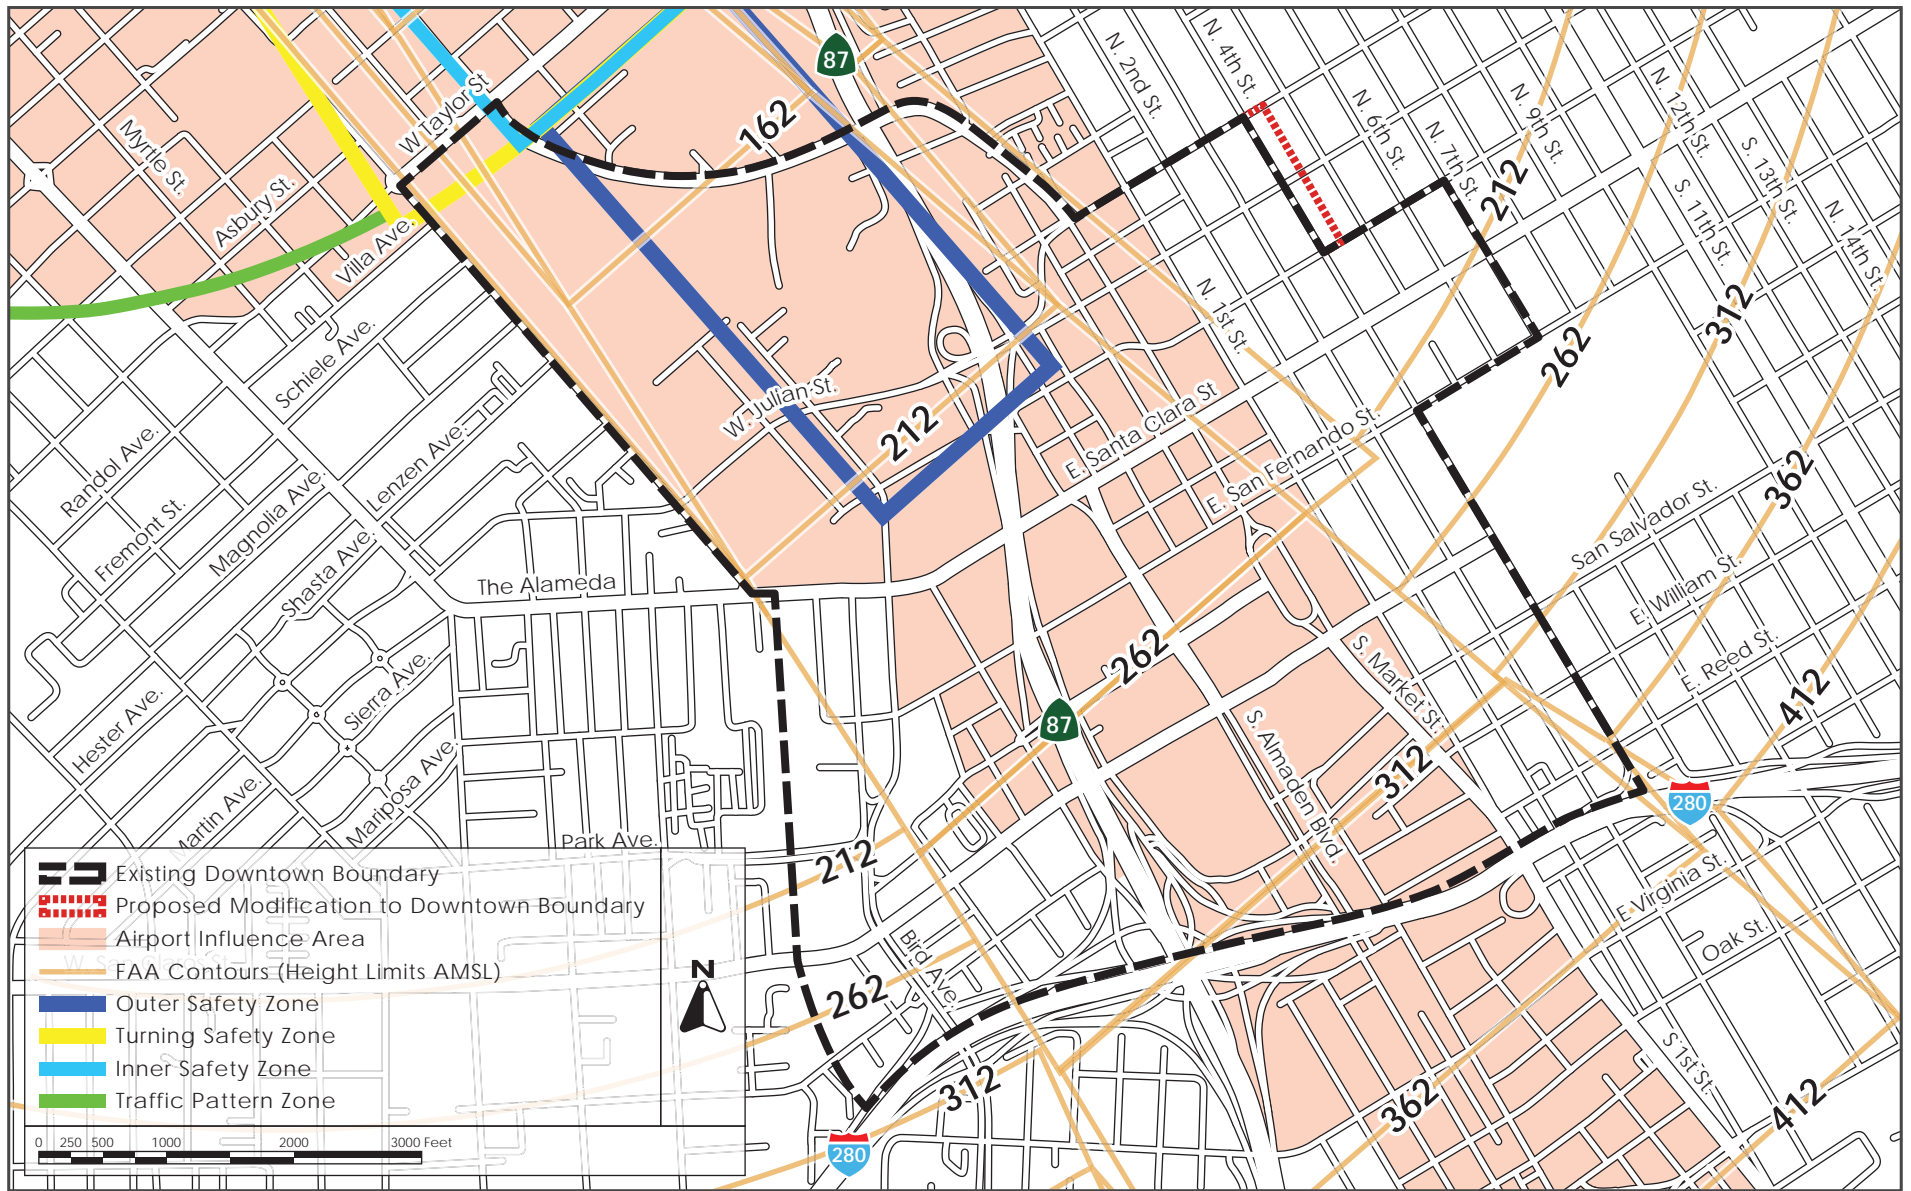 87
N. 2nd St.
N. 4th St.
N. 6th St.
N. 7th St.
N. 9th St.
N. 12th St.
S. 13th St.
S. 11th St.
N. 14th St.
Myrtle St.
W Taylor St
162
Asbury St.
Villa Ave.
212
N. 1st St.
312
262
Schiele Ave.
W. Julian St.
212
E. Santa Clara St
E. San Fernando St.
Randol Ave.
Fremont St.
Magnolia Ave.
Lenzen Ave.
Shasta Ave.
362
San Salvador St.
E. William St.
E. Reed St.
The Alameda
262
S. Market St.
412
Hester Ave.
Sierra Ave.
Mariposa Ave.
Martin Ave.
87
S. Almaden Blvd.
312
280
Park Ave.
212
E Virginia St.
Oak St.
Bird Ave.
262
312
S 1st St.
362
412
280
Existing Downtown Boundary
Proposed Modification to Downtown Boundary
Airport Influence Area
W. San Carlos St.
FAA Contours (Height Limits AMSL)
Outer Safety Zone
Turning Safety Zone
Inner Safety Zone
Traffic Pattern Zone
N
0 250 500 1000 2000 3000 Feet